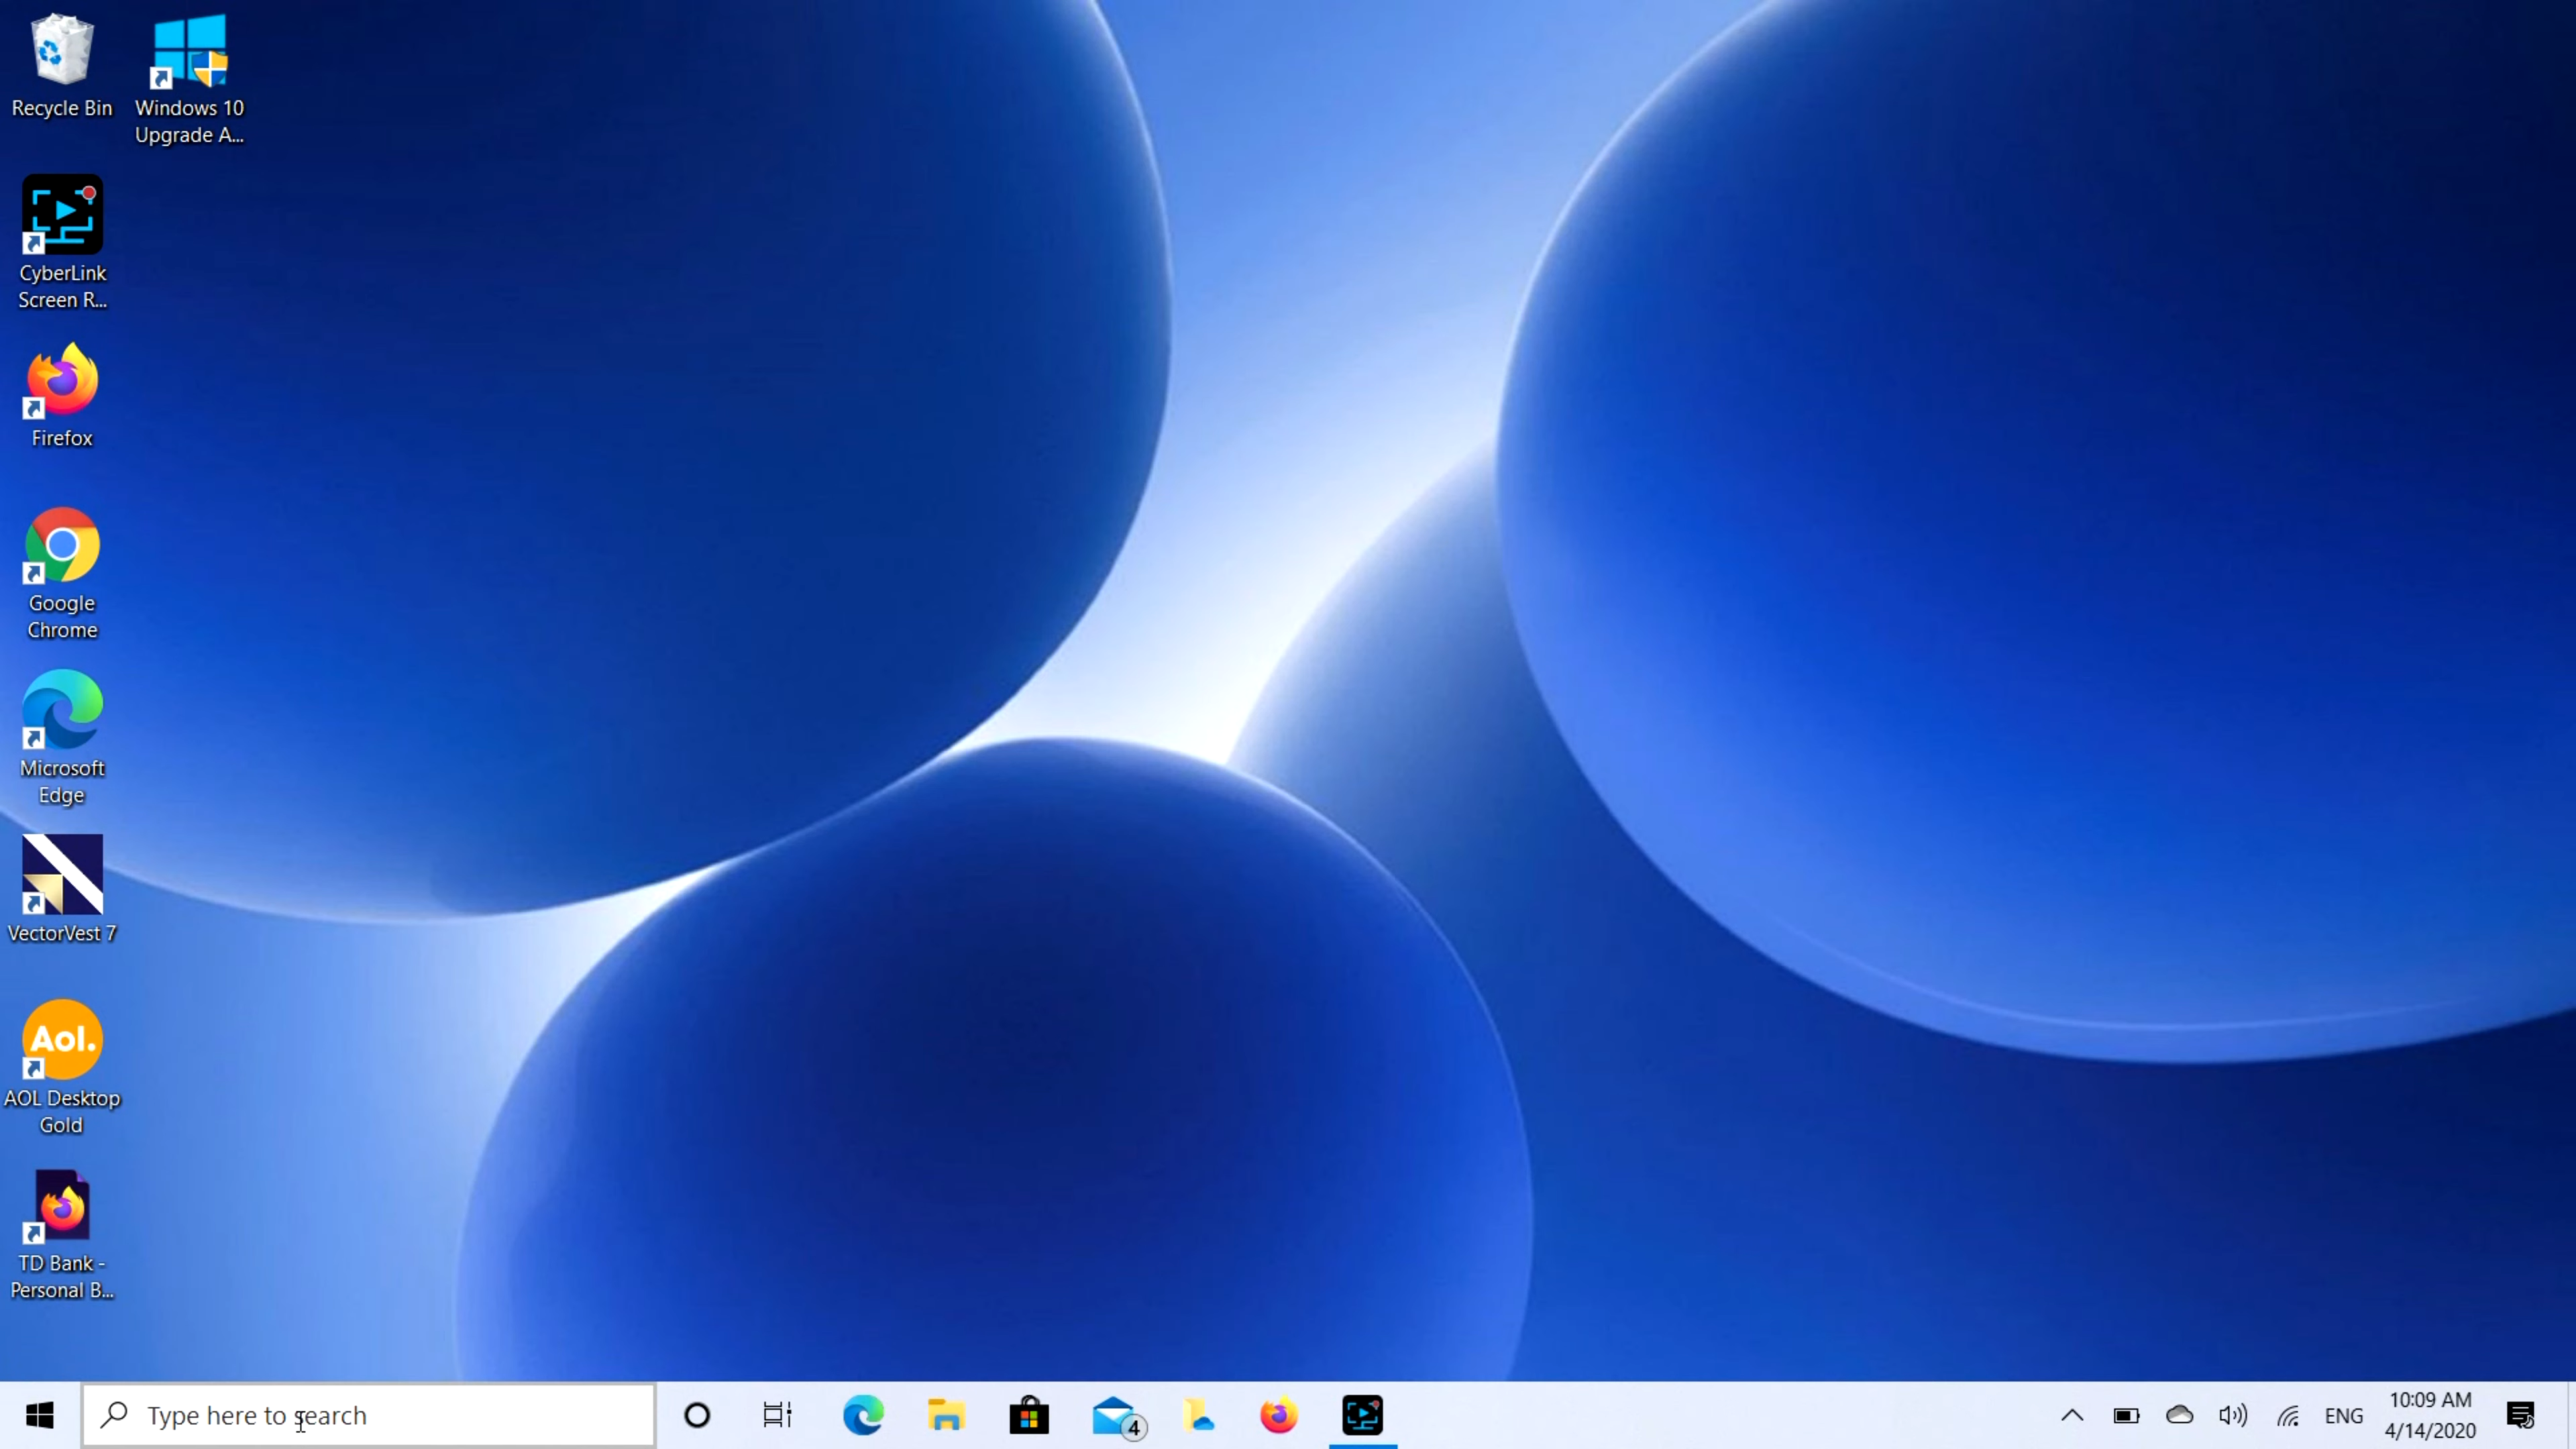 Recycle Bin
Windows 10
Upgrade A...
CyberLink
Screen R...
Firefox
Google
Chrome
Microsoft
Edge
VectorVest 7
Aol.
AOL Desktop
Gold
TD Bank -
Personal B...
Type here to search
4
ENG
10:09 AM
4/14/2020